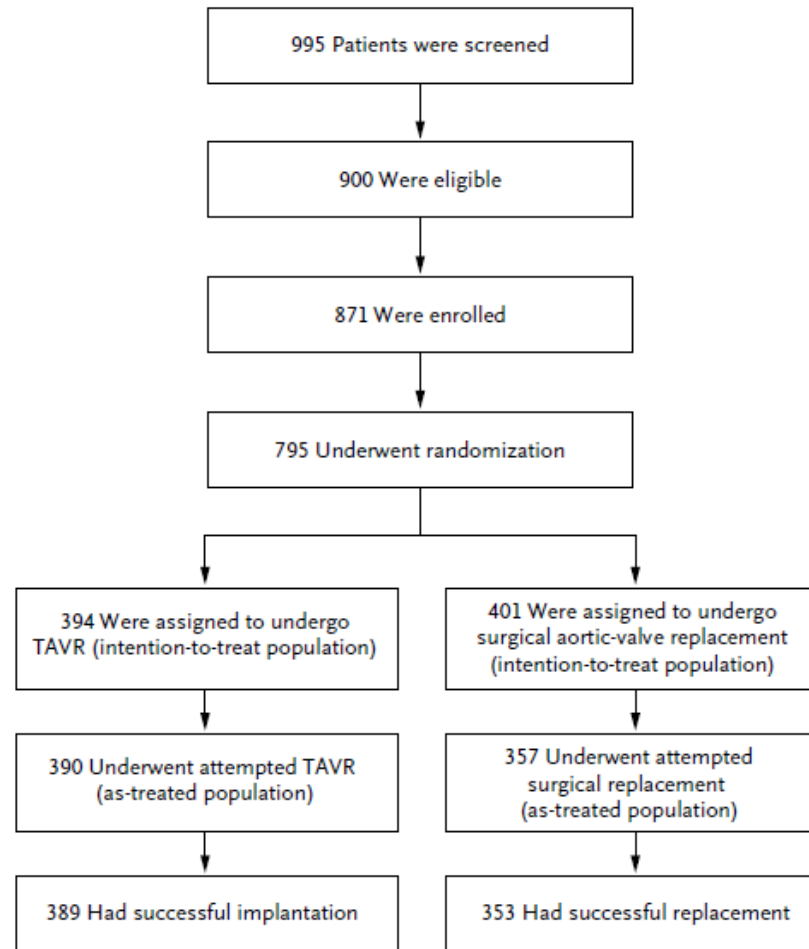 995 Patients were screened
900 Were eligible
871 Were enrolled
795 Underwent randomization
394 Were assigned to undergo
TAVR (intention-to-treat population)
401 Were assigned to undergo
surgical aortic-valve replacement
(intention-to-treat population)
390 Underwent attempted TAVR
(as-treated population)
357 Underwent attempted
surgical replacement
(as-treated population)
389 Had successful implantation
353 Had successful replacement